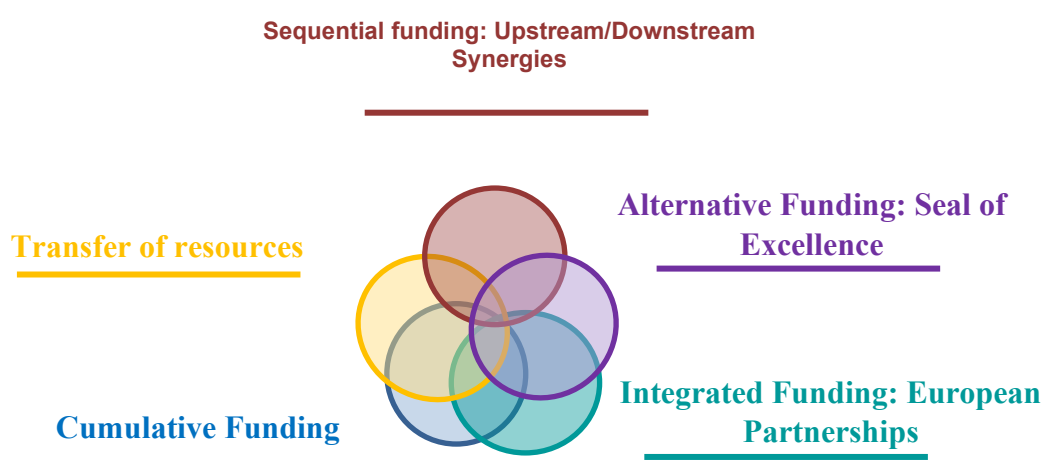 Sequential funding: Upstream/Downstream
Synergies
Alternative Funding: Seal of
Excellence
Transfer of resources
Integrated Funding: European
Partnerships
Cumulative Funding